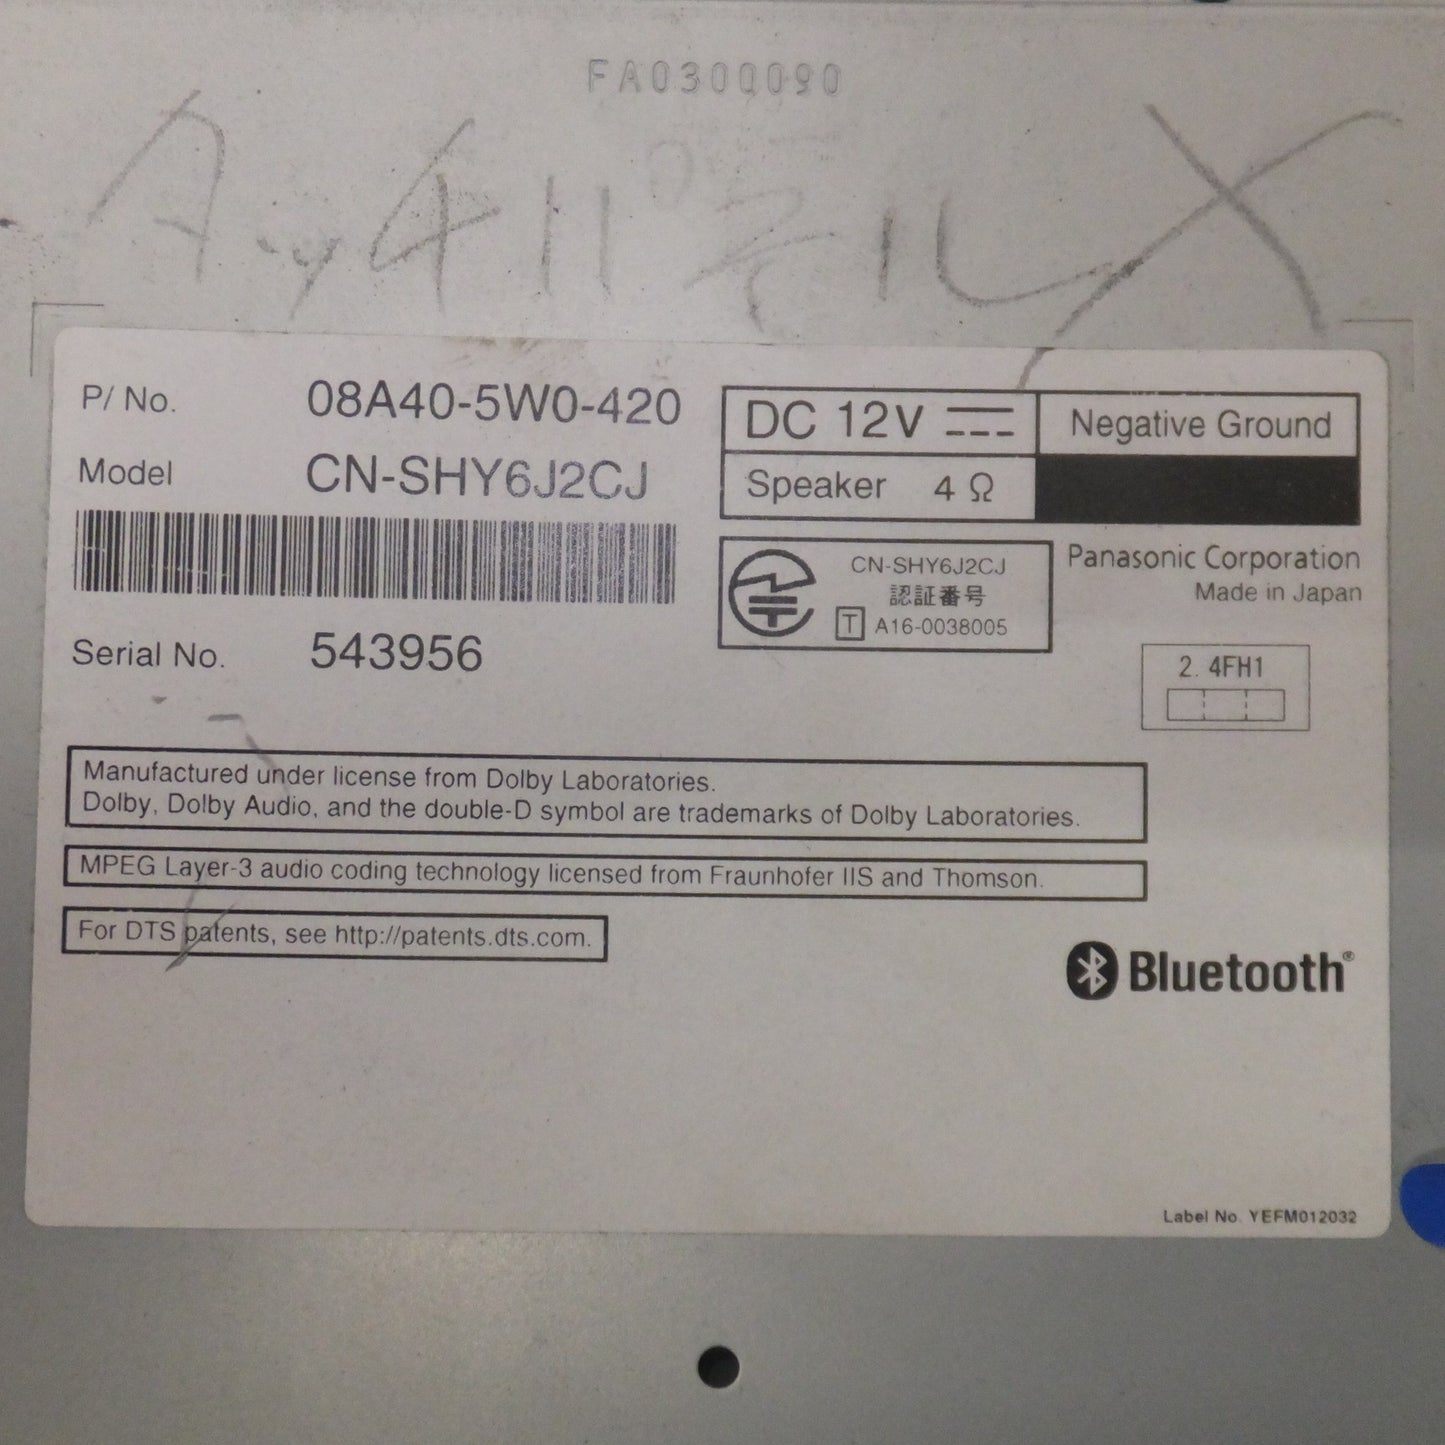 FA0300090
P/ No. 08A40-5W0-420
Model CN-SHY6J2CJ
Serial No. 543956
DC 12V Negative Ground
Speaker 4 Ω
CN-SHY6J2CJ
認証番号
T A16-0038005
Panasonic Corporation
Made in Japan
2.4FH1
Manufactured under license from Dolby Laboratories.
Dolby, Dolby Audio, and the double-D symbol are trademarks of Dolby Laboratories.
MPEG Layer-3 audio coding technology licensed from Fraunhofer IIS and Thomson.
For DTS patents, see http://patents.dts.com.
Bluetooth®
Label No. YEFM012032